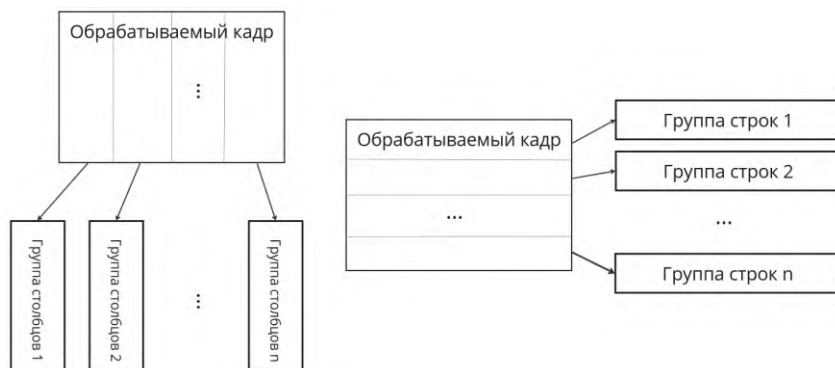 Обрабатываемый кадр
...
Группа столбцов 1
Группа столбцов 2
...
Группа столбцов n
Обрабатываемый кадр
...
Группа строк 1
Группа строк 2
...
Группа строк n